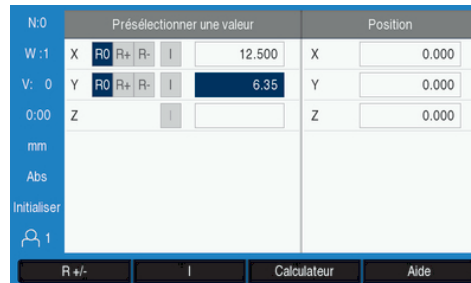 N:0
Présélectionner une valeur
Position
W :1
X R0 R+ R- I 12.500
X 0.000
V: 0
Y R0 R+ R- I 6.35
Y 0.000
0:00
Z I
Z 0.000
mm
Abs
Initialiser
1
R +/-
I
Calculateur
Aide